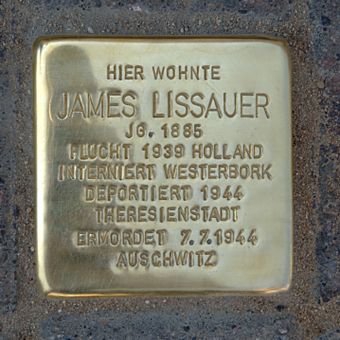 HIER WOHNTE
JAMES LISSAUER
JG. 1885
FLUCHT 1939 HOLLAND
INTERNIERT WESTERBORK
DEPORTIERT 1944
THERESIENSTADT
ERMORDET 7.7.1944
AUSCHWITZ